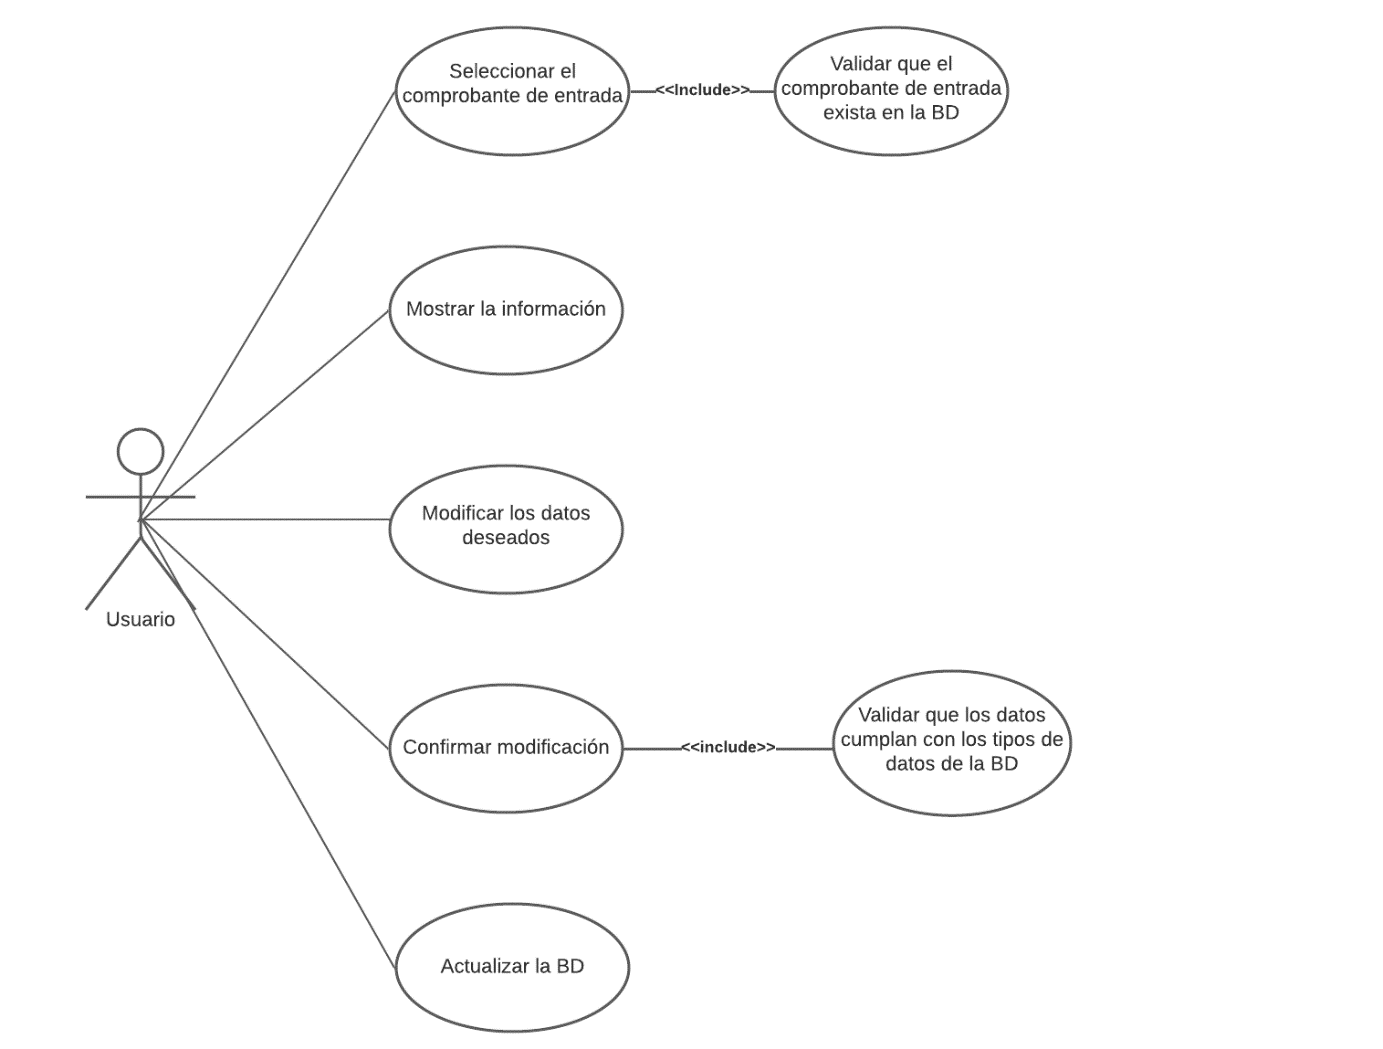 Seleccionar el
comprobante de entrada
<<Include>>
Validar que el
comprobante de entrada
exista en la BD
Mostrar la información
Modificar los datos
deseados
Usuario
Confirmar modificación
<<include>>
Validar que los datos
cumplan con los tipos de
datos de la BD
Actualizar la BD